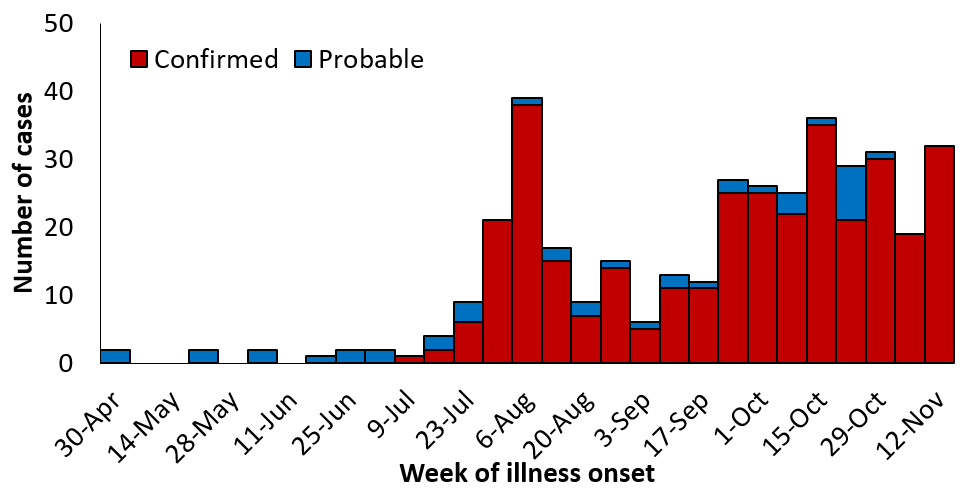 50
Confirmed Probable
40
30
20
10
0
Number of cases
30-Apr 14-May 28-May 11-Jun 25-Jun 9-Jul 23-Jul 6-Aug 20-Aug 3-Sep 17-Sep 1-Oct 15-Oct 29-Oct 12-Nov
Week of illness onset